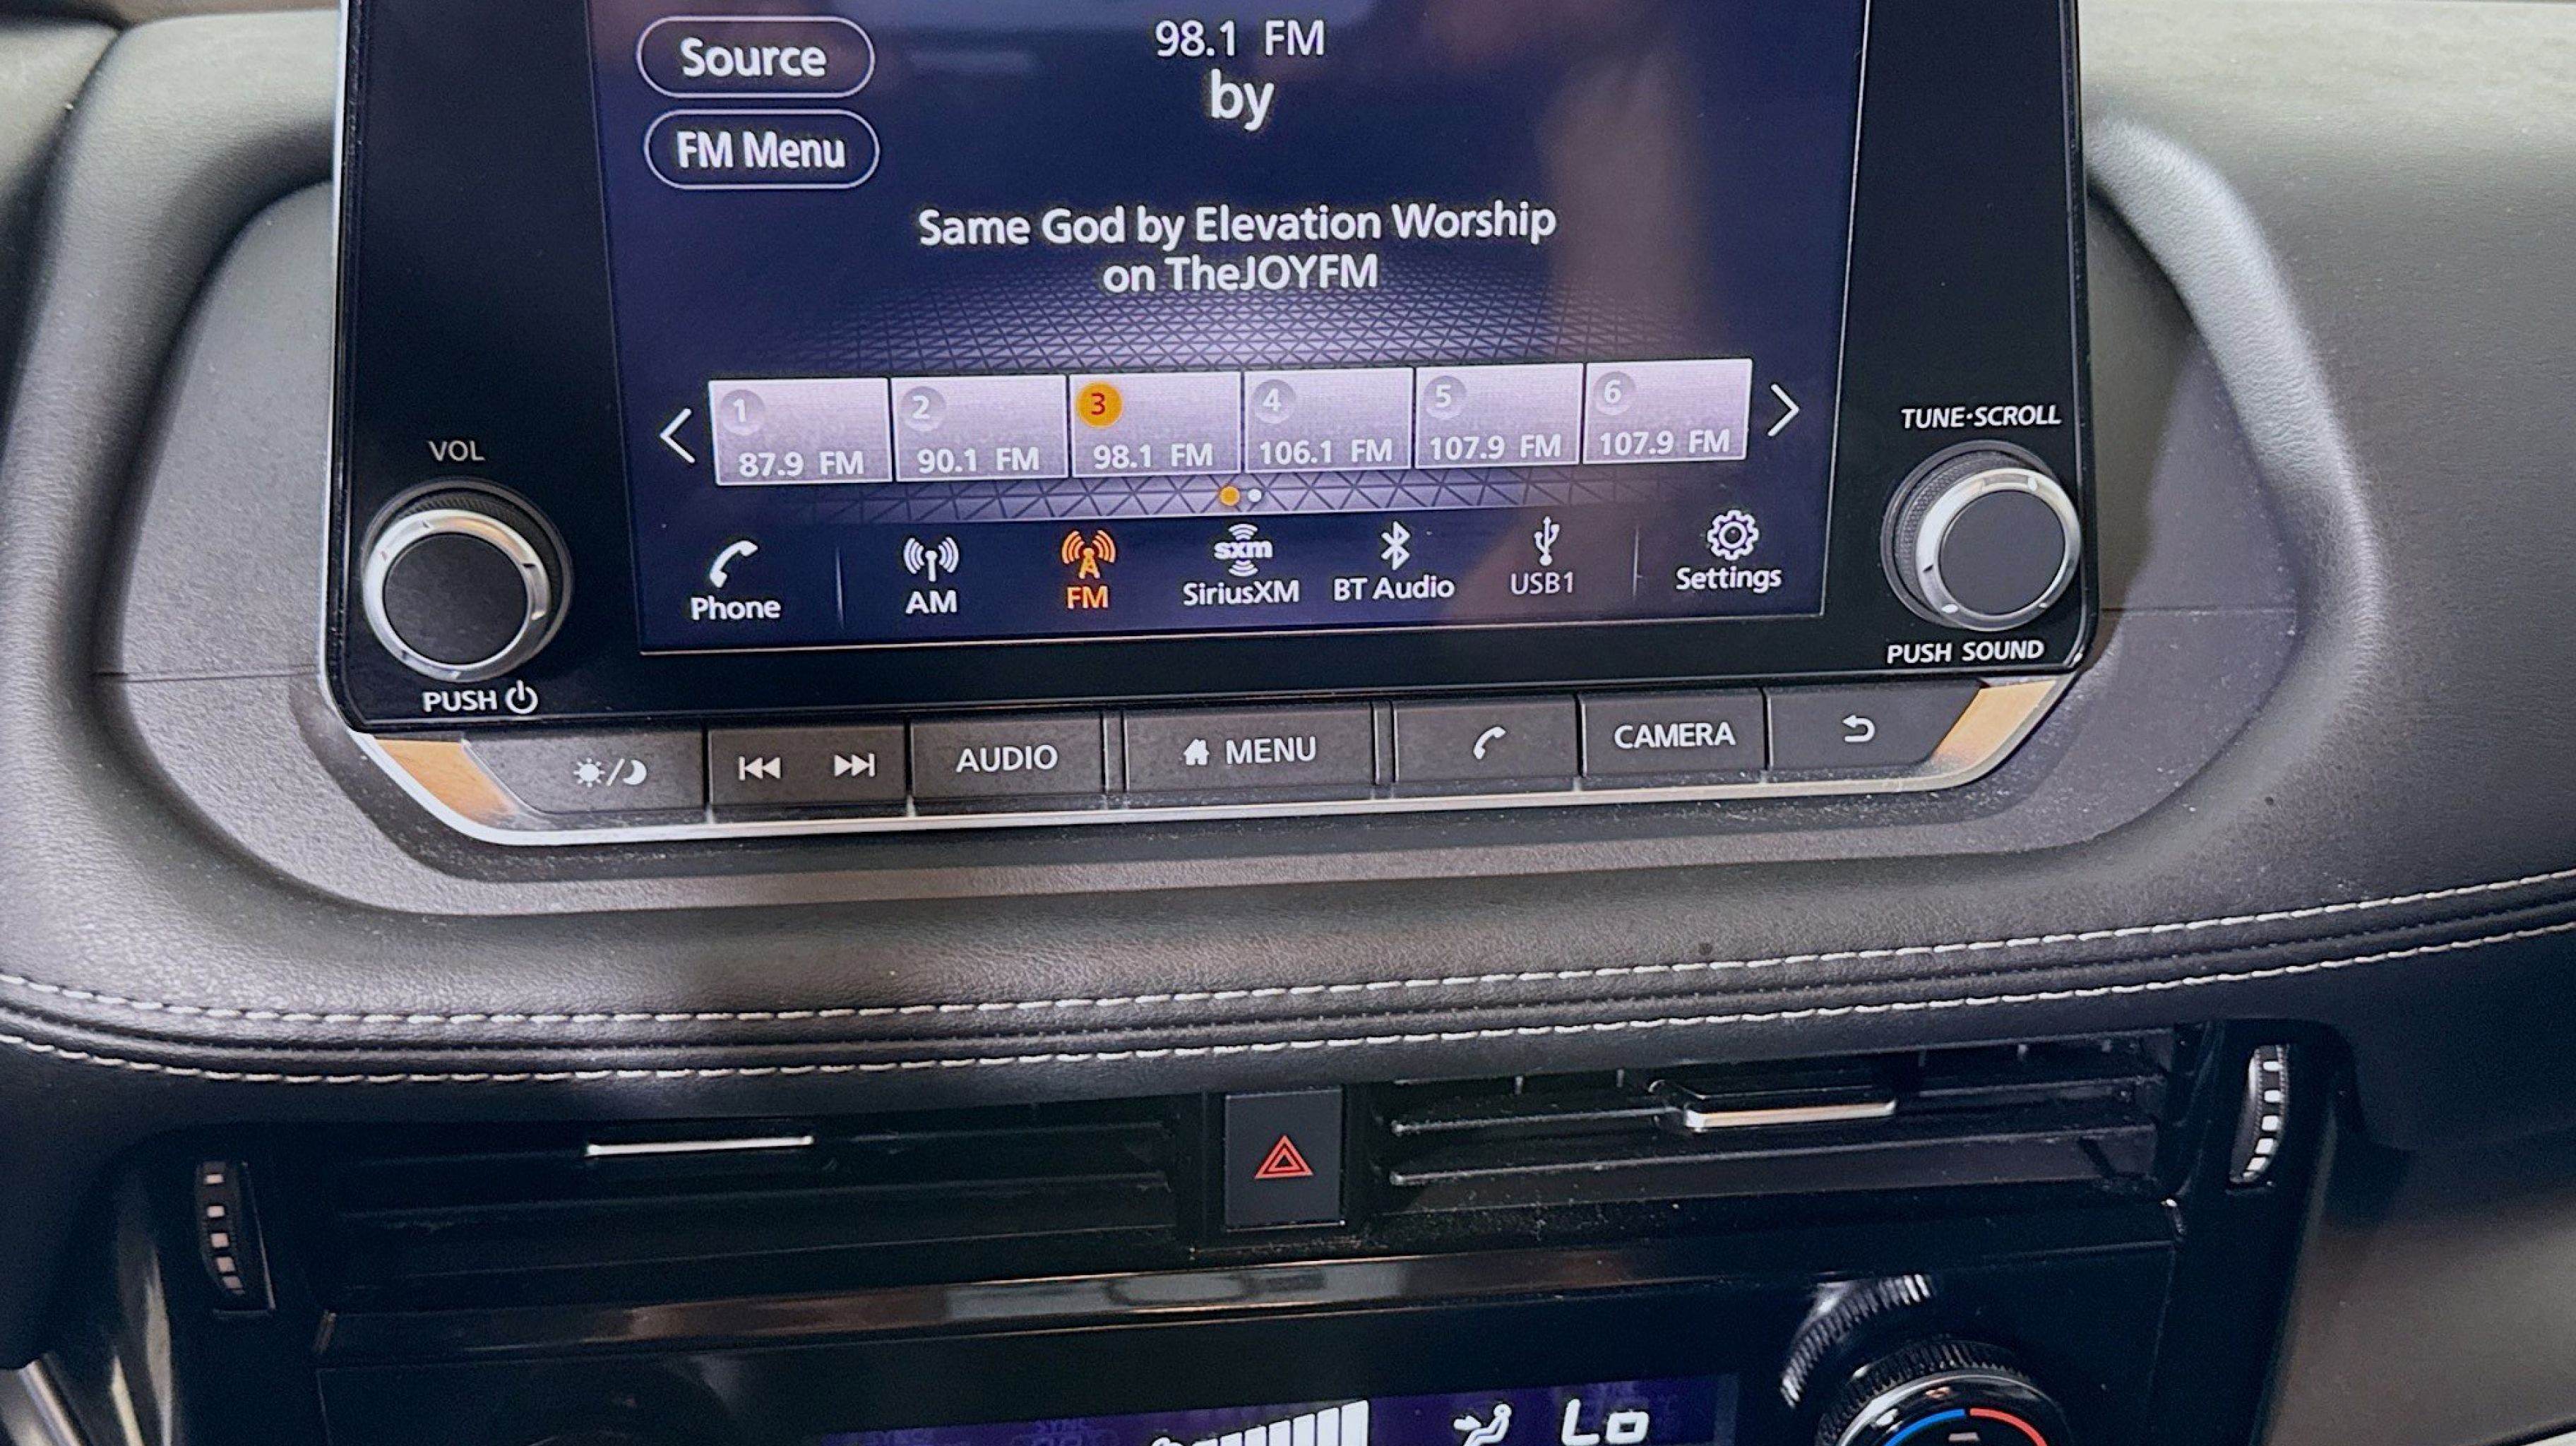 98.1 FM
Source
by
FM Menu
Same God by Elevation Worship
on TheJOYFM
1 2 3 4 5 6
87.9 FM 90.1 FM 98.1 FM 106.1 FM 107.9 FM 107.9 FM
VOL
TUNE·SCROLL
sxm
Phone AM FM SiriusXM BT Audio USB1 Settings
PUSH
PUSH SOUND
AUDIO MENU CAMERA
Lo